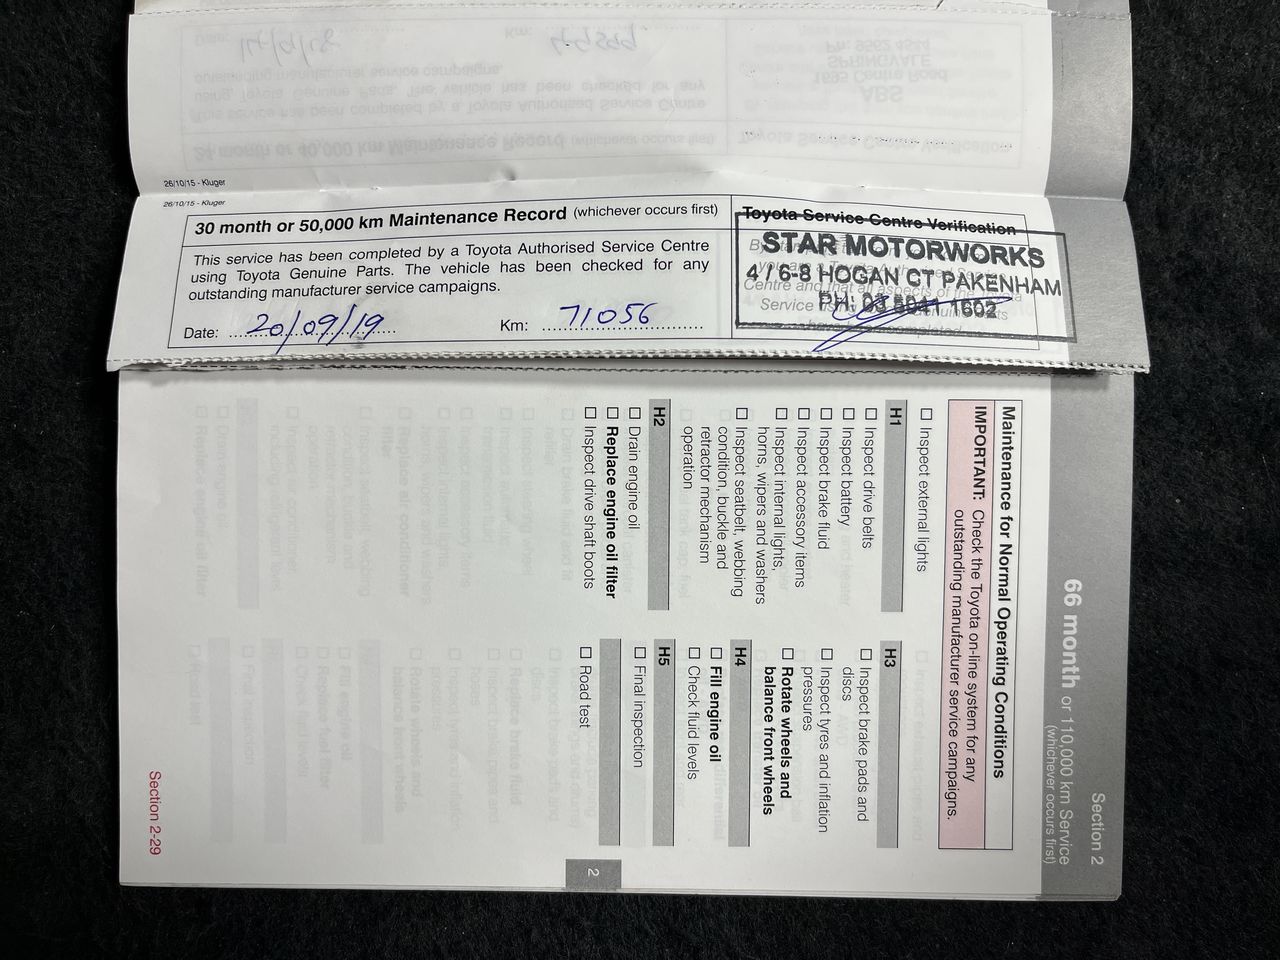 26/10/15 - Kluger
26/10/15 - Kluger
30 month or 50,000 km Maintenance Record (whichever occurs first)
This service has been completed by a Toyota Authorised Service Centre
using Toyota Genuine Parts. The vehicle has been checked for any
outstanding manufacturer service campaigns.
Date: 20/09/19 Km: 71056
Toyota Service Centre Verification
STAR MOTORWORKS
4 / 6-8 HOGAN CT PAKENHAM
PH: 03 5941 1602
Section 2
66 month or 110,000 km Service
(whichever occurs first)
Maintenance for Normal Operating Conditions
IMPORTANT: Check the Toyota on-line system for any
outstanding manufacturer service campaigns.
☐ Inspect external lights
H1
☐ Inspect drive belts
☐ Inspect battery
☐ Inspect brake fluid
☐ Inspect accessory items
☐ Inspect internal lights,
horns, wipers and washers
☐ Inspect seatbelt, webbing
condition, buckle and
retractor mechanism
operation
H2
☐ Drain engine oil
☐ Replace engine oil filter
☐ Inspect drive shaft boots
H3
☐ Inspect brake pads and
discs
☐ Inspect tyres and inflation
pressures
☐ Rotate wheels and
balance front wheels
H4
☐ Fill engine oil
☐ Check fluid levels
H5
☐ Final inspection
☐ Road test
2
Section 2-29